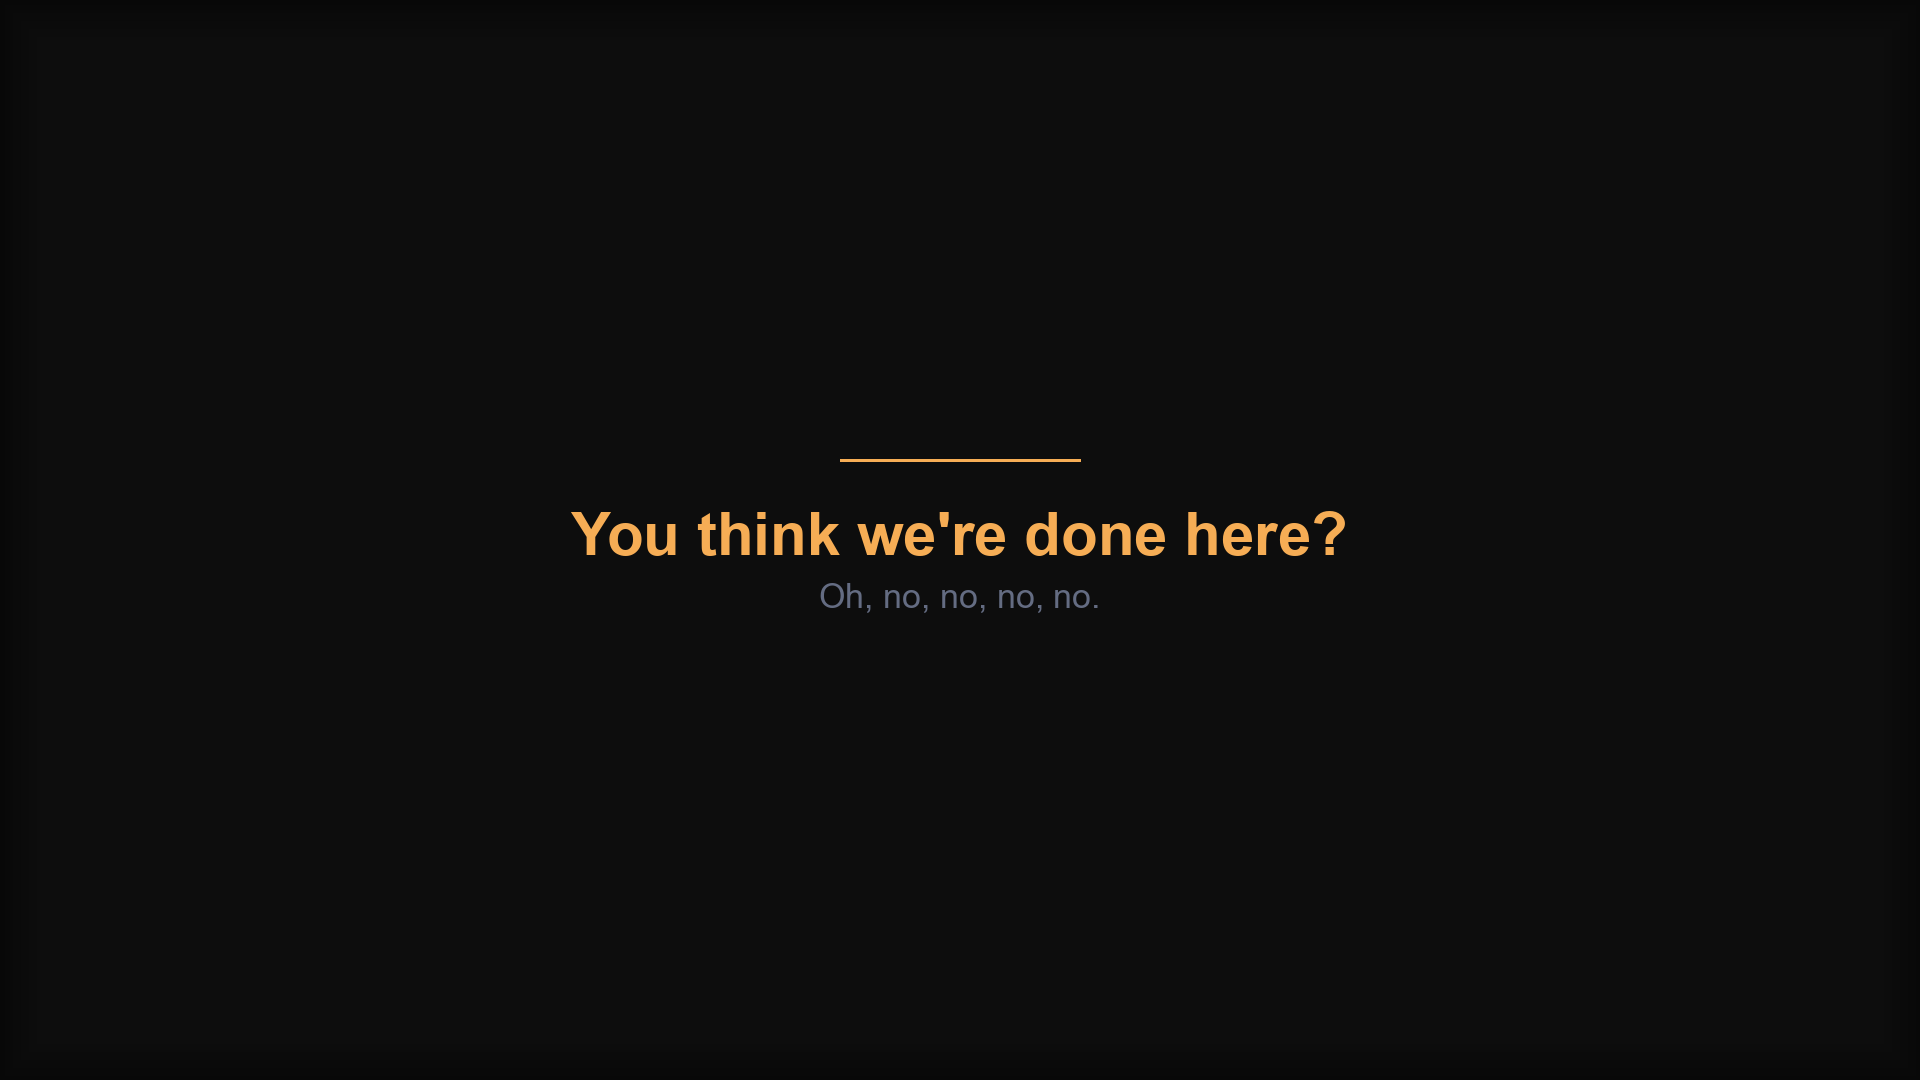 You think we're done here?
Oh, no, no, no, no.